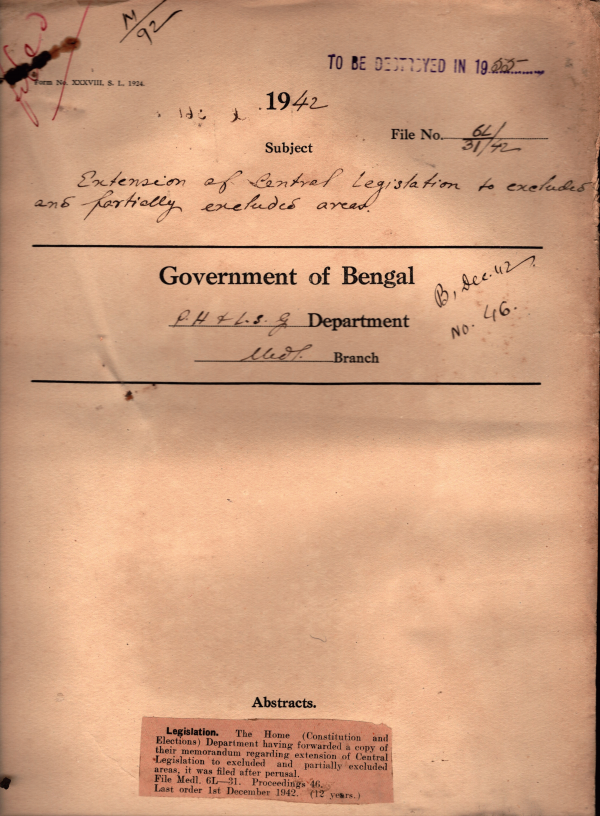 M/92
TO BE DESTROYED IN 1955
Form No. XXXVIII, S. L., 1924.
1942
File No. 6L/31/42
Subject
Extension of Central Legislation to excluded
and partially excluded areas.
Government of Bengal
B, Dec. 42
No. 46.
P. H & L. S. G Department
Medl. Branch
Abstracts.
Legislation. The Home (Constitution and
Elections) Department having forwarded a copy of
their memorandum regarding extension of Central
Legislation to excluded and partially excluded
areas, it was filed after perusal.
File Medl. 6L—31. Proceedings 46.
Last order 1st December 1942. (12 years.)